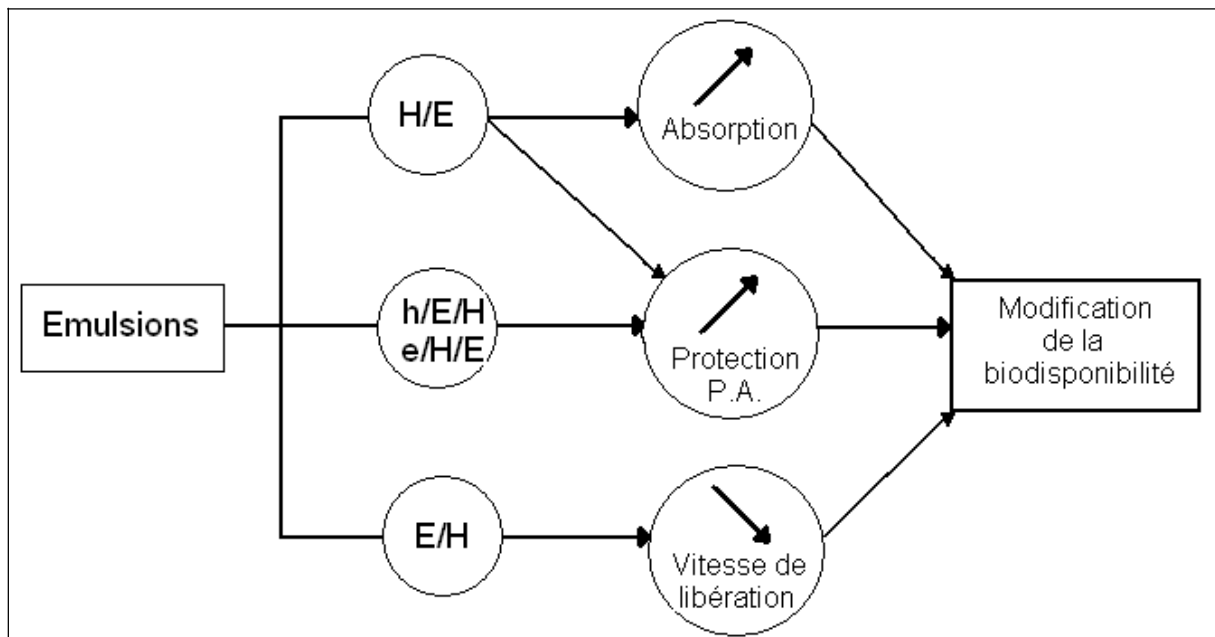 Emulsions
H/E
h/E/H
e/H/E
E/H
Absorption
Protection
P.A.
Vitesse de
libération
Modification
de la
biodisponibilité